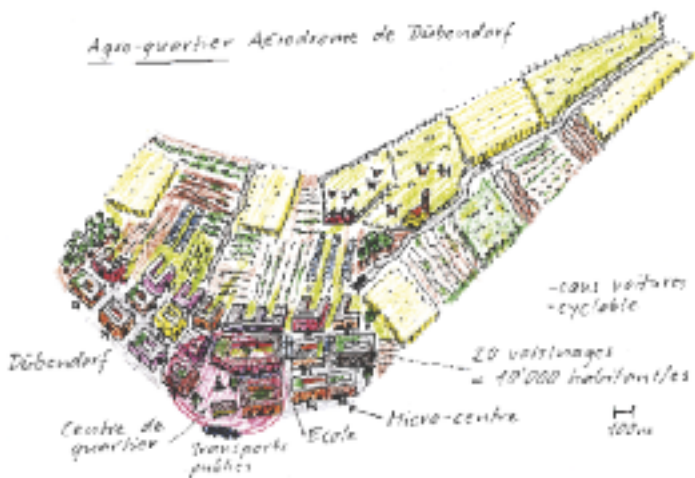 Agro-quartier Aérodrome de Dübendorf
-sans voitures
-cyclable
20 voisinages
= 10'000 habitant/es
Dübendorf
Micro-centre
Centre de
quartier
Ecole
Transports
publics
100m